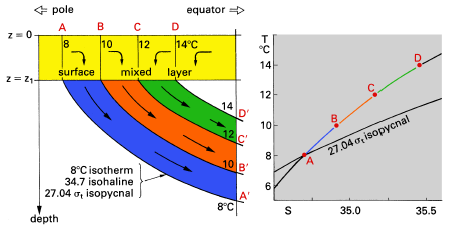 ⇐ pole equator ⇒
A B C D
z = 0
8 10 12 14°C
surface mixed layer
z = z₁
14
D'
12
C'
10
B'
8°C isotherm
34.7 isohaline
27.04 σt isopycnal
A'
8°C
depth
T
°C
14
12
10
8
6
D
C
B
A
27.04 σt isopycnal
S 35.0 35.5